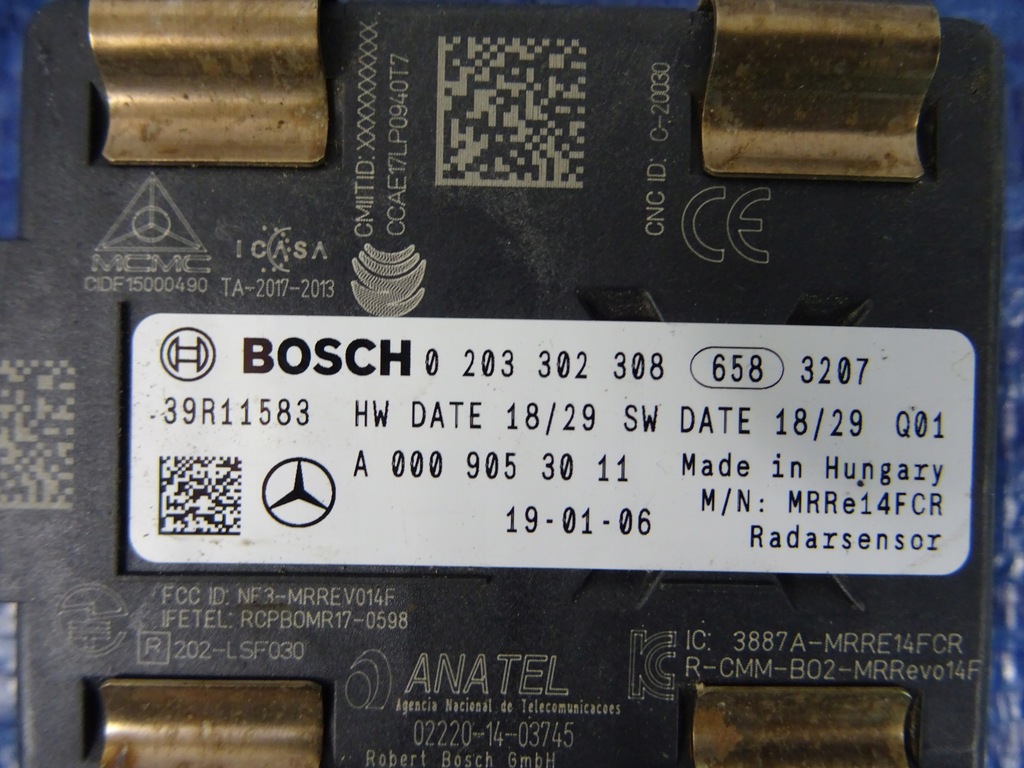 CMIITID: XXXXXXXXXX
CCAE17LP0940T7
CNC ID: C-20030
CE
MCMC
CIDF15000490
ICASA
TA-2017-2013
BOSCH 0 203 302 308 658 3207
39R11583 HW DATE 18/29 SW DATE 18/29 Q01
A 000 905 30 11 Made in Hungary
M/N: MRRe14FCR
19-01-06
Radarsensor
FCC ID: NF3-MRREVO14F
IFETEL: RCPBOMR17-0598
R 202-LSF030
IC: 3887A-MRRE14FCR
R-CMM-B02-MRRevo14F
ANATEL
Agencia Nacional de Telecomunicacoes
02220-14-03745
Robert Bosch GmbH